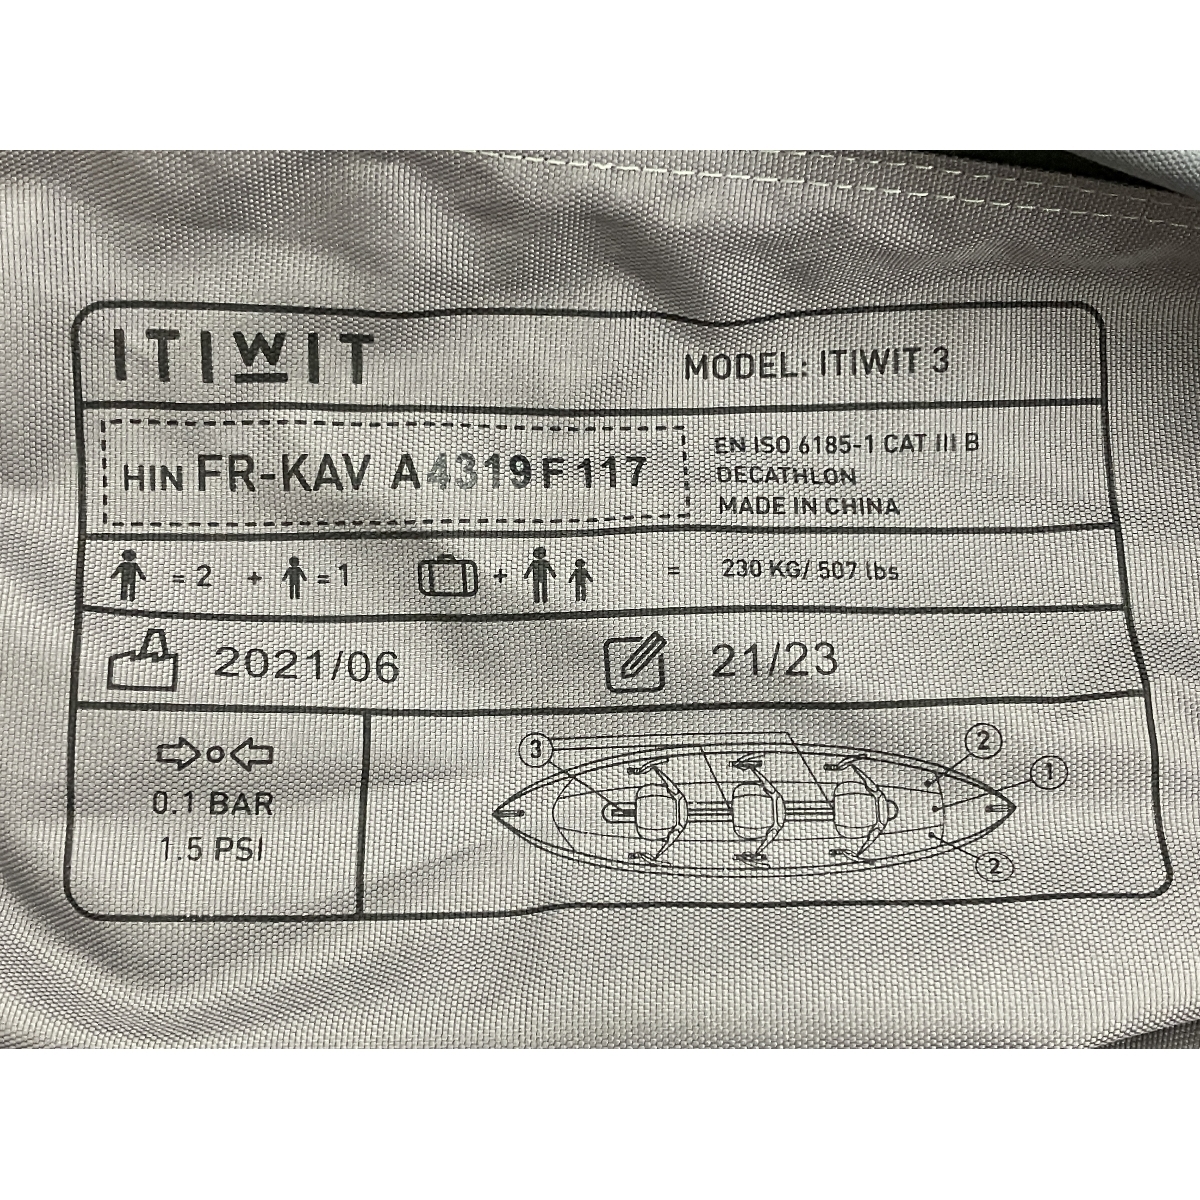 ITIWIT
MODEL: ITIWIT 3
HIN FR-KAV A4319F117
EN ISO 6185-1 CAT III B
DECATHLON
MADE IN CHINA
= 2 + = 1 + = 230 KG/ 507 lbs
2021/06 21/23
0.1 BAR
1.5 PSI
3
2
1
2